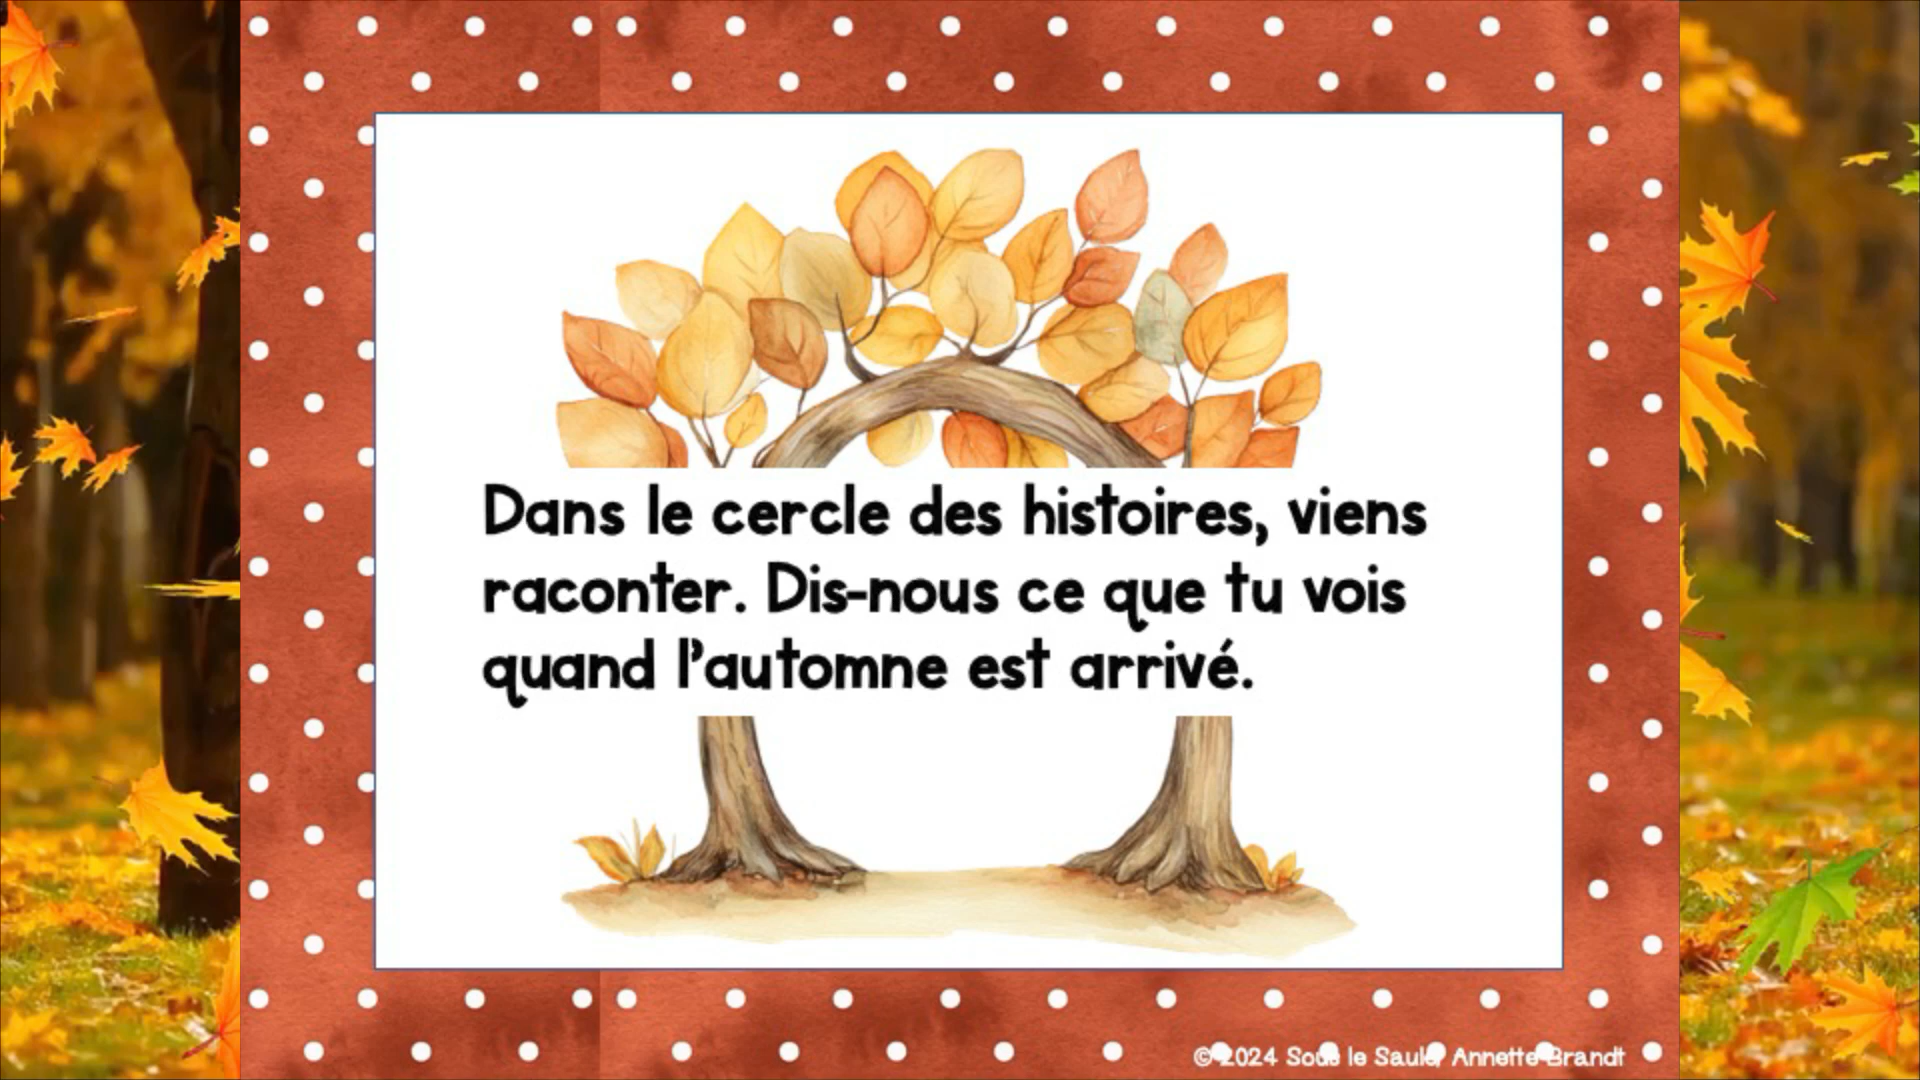 Dans le cercle des histoires, viens
raconter. Dis-nous ce que tu vois
quand l'automne est arrivé.
© 2024 Sous le Saule, Annette Brandt